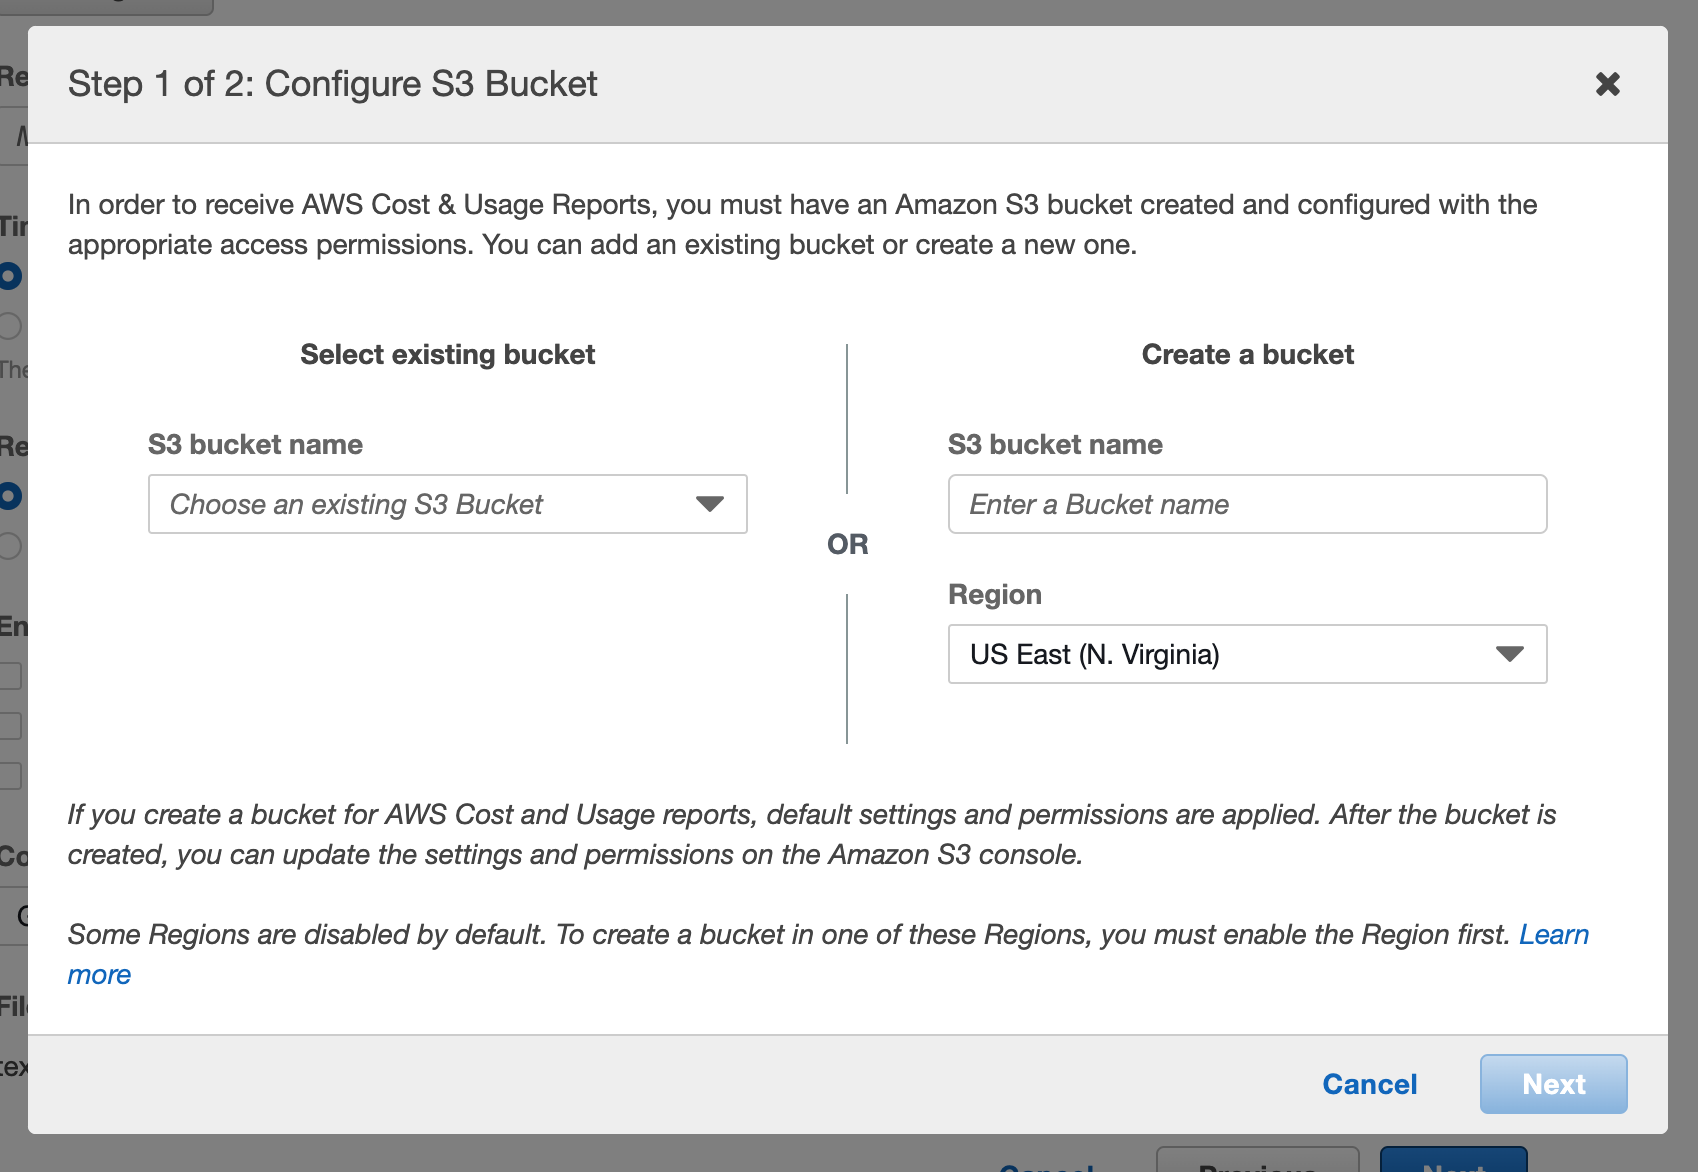 Step 1 of 2: Configure S3 Bucket
In order to receive AWS Cost & Usage Reports, you must have an Amazon S3 bucket created and configured with the
appropriate access permissions. You can add an existing bucket or create a new one.
Select existing bucket
S3 bucket name
Choose an existing S3 Bucket
OR
Create a bucket
S3 bucket name
Enter a Bucket name
Region
US East (N. Virginia)
If you create a bucket for AWS Cost and Usage reports, default settings and permissions are applied. After the bucket is
created, you can update the settings and permissions on the Amazon S3 console.
Some Regions are disabled by default. To create a bucket in one of these Regions, you must enable the Region first. Learn
more
Cancel
Next
Cancel
Previous
Next